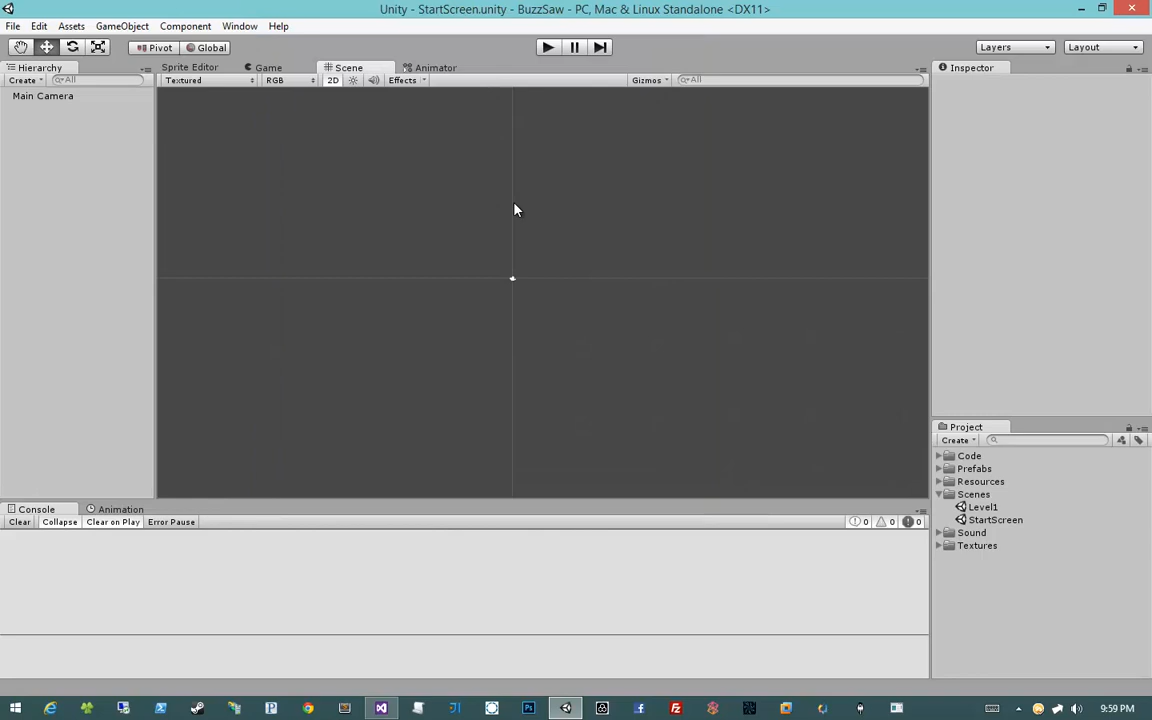 Unity - StartScreen.unity - BuzzSaw - PC, Mac & Linux Standalone <DX11>
File Edit Assets GameObject Component Window Help
Pivot Global Layers Layout
Hierarchy Sprite Editor Game Scene Animator Inspector
Create All Textured RGB 2D Effects Gizmos All
Main Camera
Project
Create
Code
Prefabs
Resources
Scenes
Level1
StartScreen
Sound
Textures
Console Animation
Clear Collapse Clear on Play Error Pause 0 0 0
9:59 PM